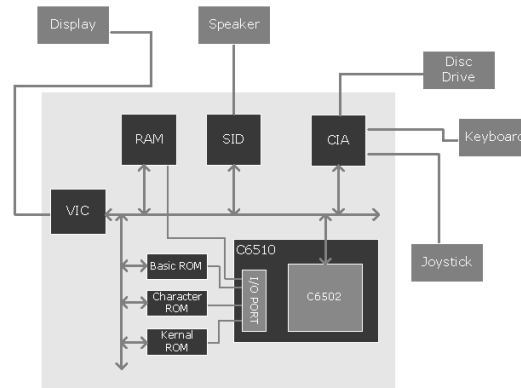 Display
Speaker
Disc
Drive
RAM
SID
CIA
Keyboard
VIC
C6510
Joystick
Basic ROM
I/O PORT
C6502
Character
ROM
Kernal
ROM